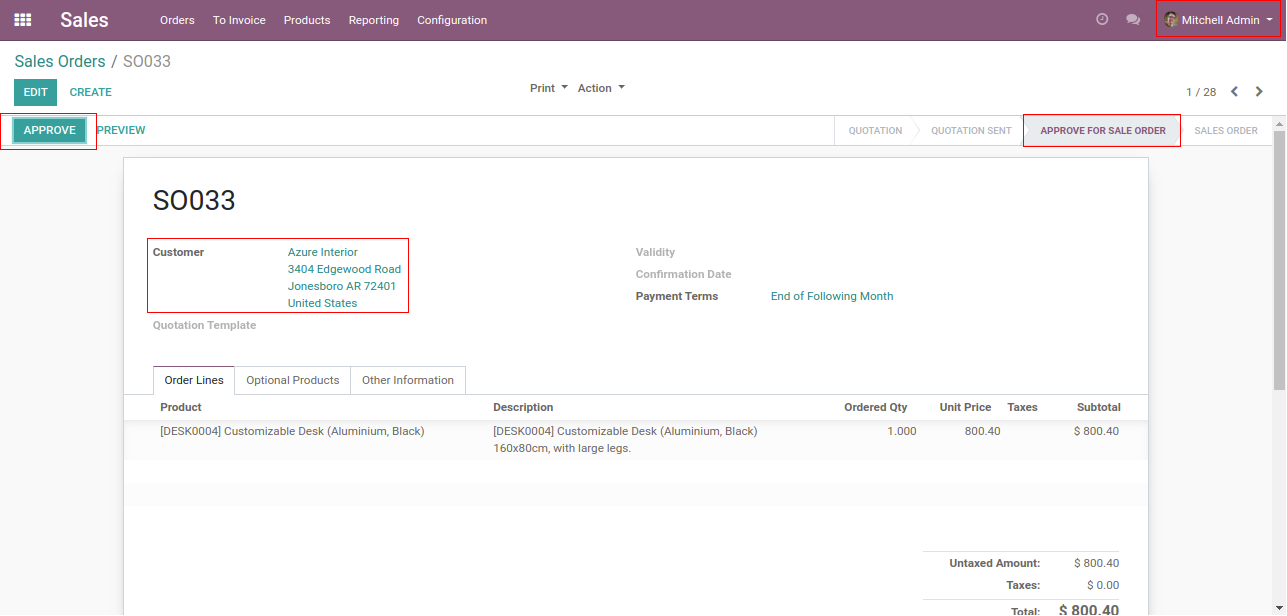 Sales Orders To Invoice Products Reporting Configuration Mitchell Admin
Sales Orders / SO033
EDIT CREATE Print Action 1 / 28
APPROVE PREVIEW QUOTATION QUOTATION SENT APPROVE FOR SALE ORDER SALES ORDER
SO033
Customer Azure Interior Validity
3404 Edgewood Road Confirmation Date
Jonesboro AR 72401 Payment Terms End of Following Month
United States
Quotation Template
Order Lines Optional Products Other Information
Product Description Ordered Qty Unit Price Taxes Subtotal
[DESK0004] Customizable Desk (Aluminium, Black) [DESK0004] Customizable Desk (Aluminium, Black) 1.000 800.40 $ 800.40
160x80cm, with large legs.
Untaxed Amount: $ 800.40
Taxes: $ 0.00
Total: $ 800.40